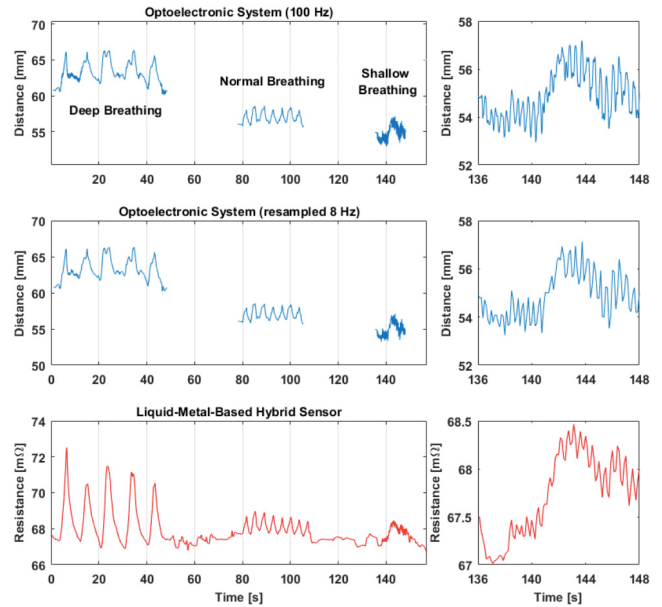 Optoelectronic System (100 Hz)
70
65
60
55
Distance [mm]
Deep Breathing
Normal Breathing
Shallow
Breathing
20 40 60 80 100 120 140
58
56
54
52
Distance [mm]
136 140 144 148
Optoelectronic System (resampled 8 Hz)
70
65
60
55
50
Distance [mm]
0 20 40 60 80 100 120 140
58
56
54
52
Distance [mm]
136 140 144 148
Liquid-Metal-Based Hybrid Sensor
74
72
70
68
66
Resistance [mΩ]
0 20 40 60 80 100 120 140
Time [s]
68.5
68
67.5
67
Resistance [mΩ]
136 140 144 148
Time [s]